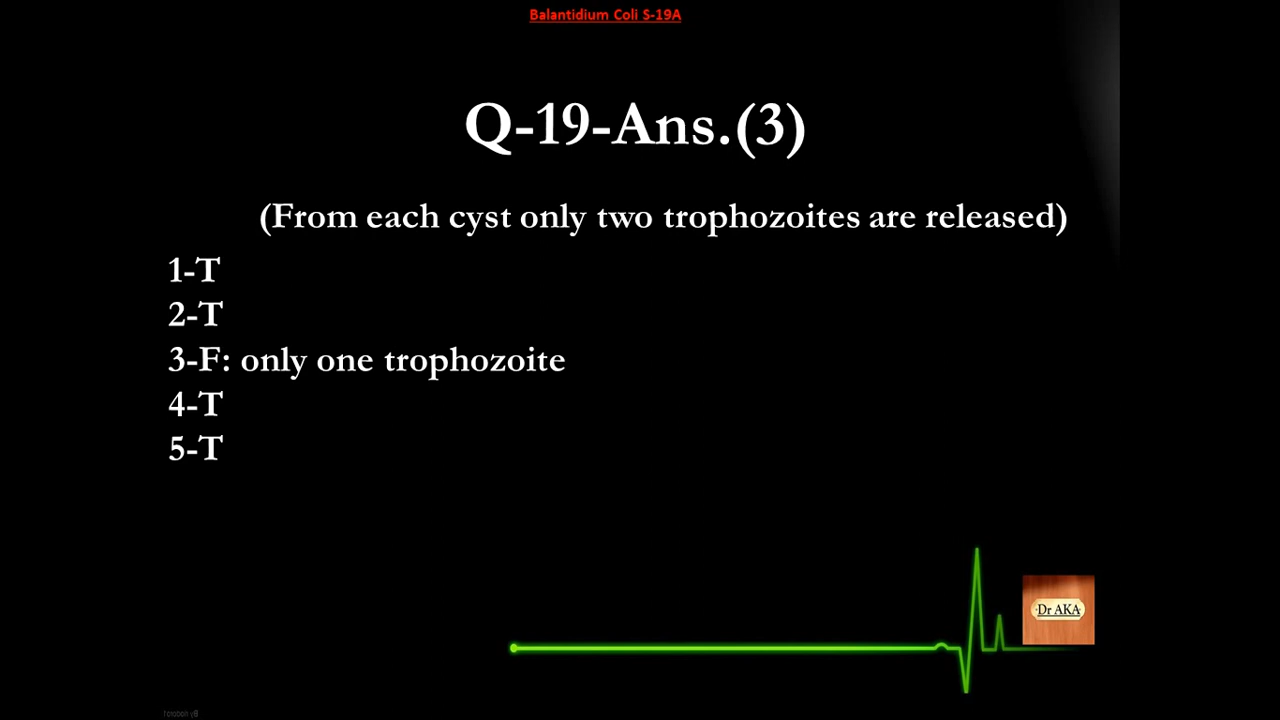 Balantidium Coli S-19A
Q-19-Ans.(3)
(From each cyst only two trophozoites are released)
1-T
2-T
3-F: only one trophozoite
4-T
5-T
Dr AKA